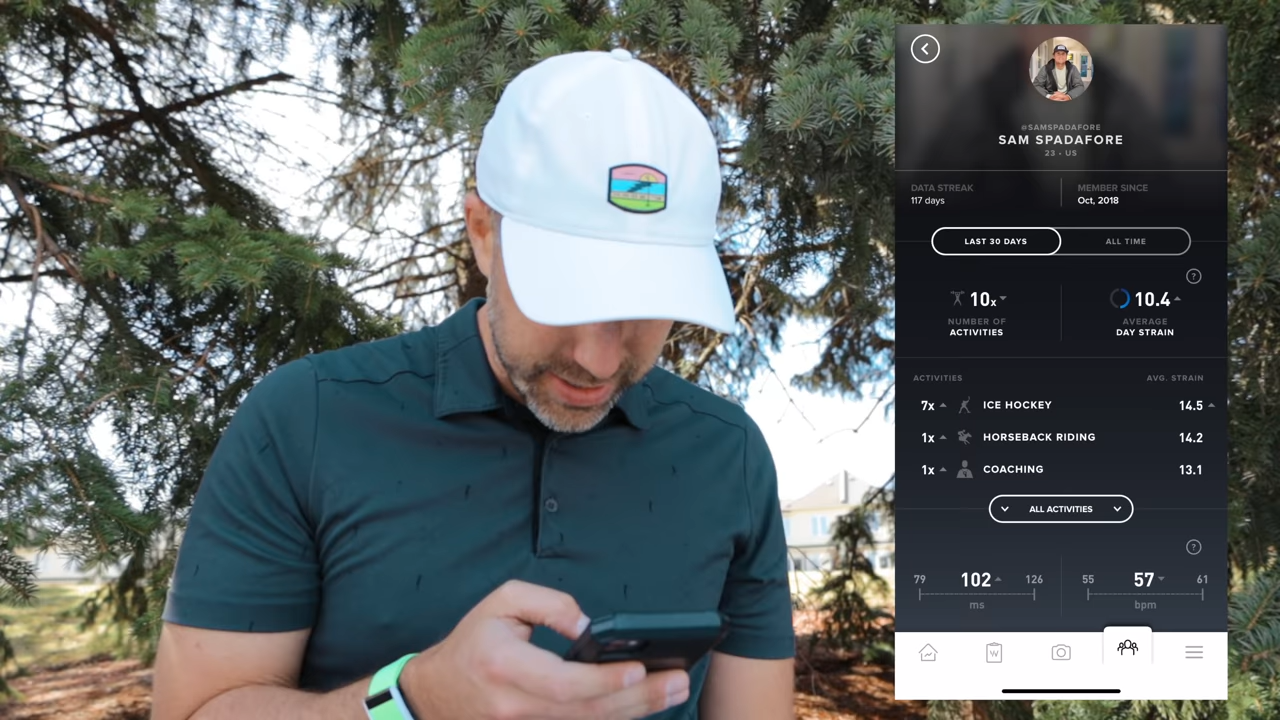 @SAMSPADAFORE
SAM SPADAFORE
23 • US
DATA STREAK
117 days
MEMBER SINCE
Oct, 2018
LAST 30 DAYS
ALL TIME
?
10x
NUMBER OF
ACTIVITIES
10.4
AVERAGE
DAY STRAIN
ACTIVITIES AVG. STRAIN
7x ICE HOCKEY 14.5
1x HORSEBACK RIDING 14.2
1x COACHING 13.1
ALL ACTIVITIES
?
79 102 126
ms
55 57 61
bpm